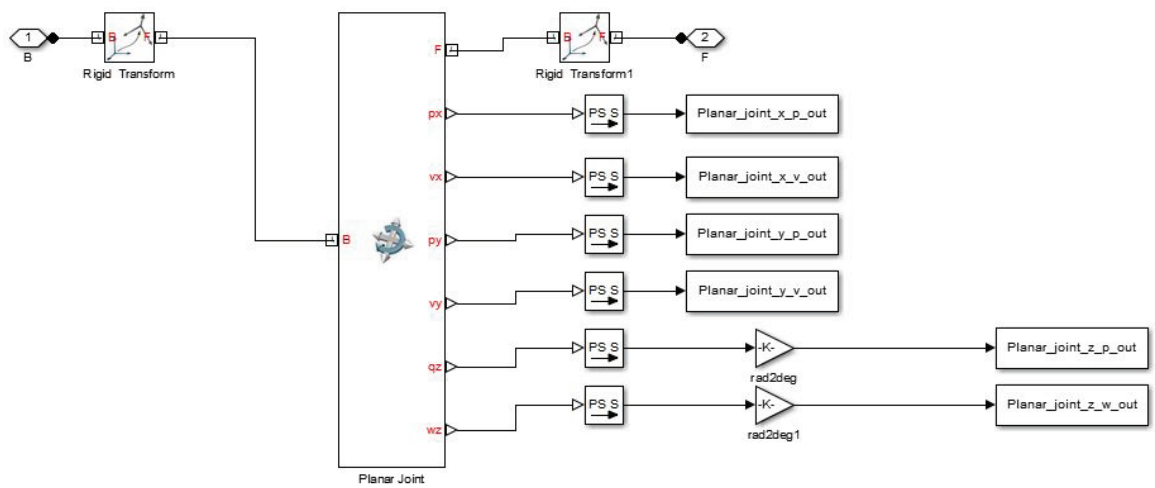 1
B
B F
Rigid Transform
F
B F
Rigid Transform1
2
F
px
PS S
Planar_joint_x_p_out
vx
PS S
Planar_joint_x_v_out
B
py
PS S
Planar_joint_y_p_out
vy
PS S
Planar_joint_y_v_out
qz
PS S
-K-
rad2deg
Planar_joint_z_p_out
wz
PS S
-K-
rad2deg1
Planar_joint_z_w_out
Planar Joint